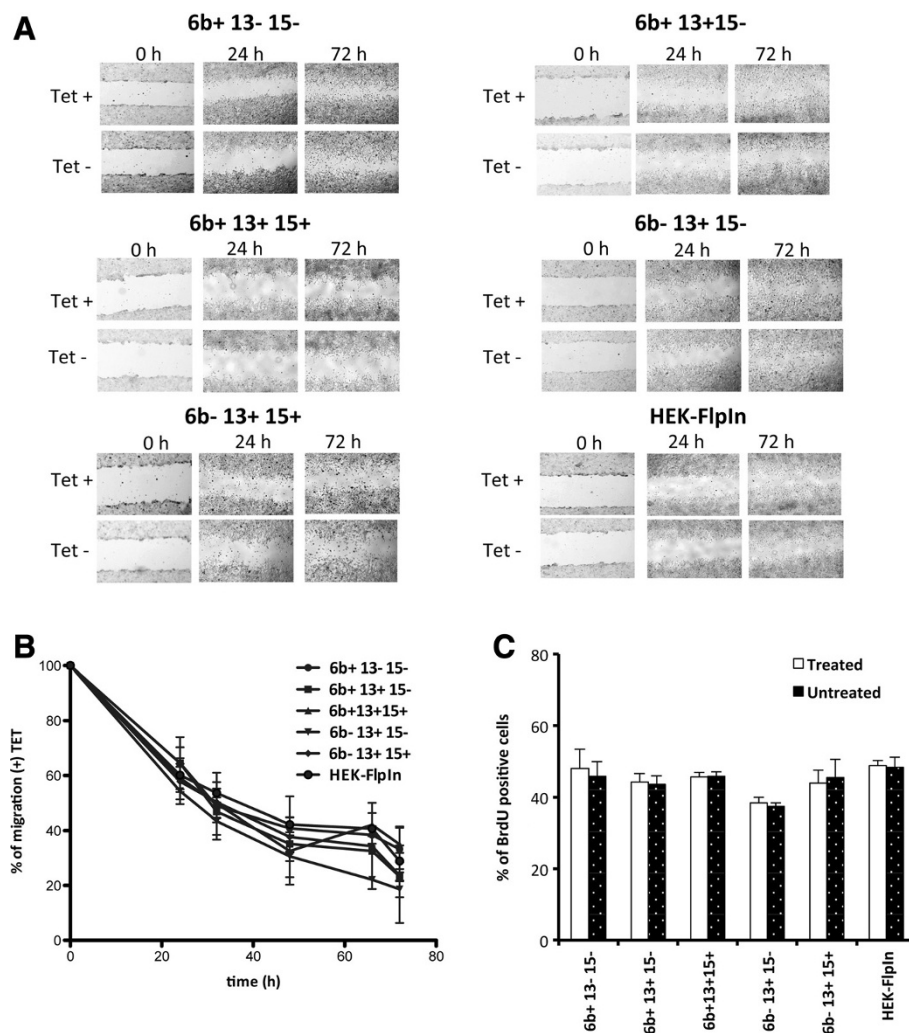 A
6b+ 13- 15-
0 h 24 h 72 h
Tet +
Tet -
6b+ 13+15-
0 h 24 h 72 h
Tet +
Tet -
6b+ 13+ 15+
0 h 24 h 72 h
Tet +
Tet -
6b- 13+ 15-
0 h 24 h 72 h
Tet +
Tet -
6b- 13+ 15+
0 h 24 h 72 h
Tet +
Tet -
HEK-FlpIn
0 h 24 h 72 h
Tet +
Tet -
B
% of migration (+) TET
100
80
60
40
20
0
0 20 40 60 80
time (h)
6b+ 13- 15-
6b+ 13+ 15-
6b+13+15+
6b- 13+ 15-
6b- 13+ 15+
HEK-FlpIn
C
% of BrdU positive cells
80
60
40
20
0
Treated
Untreated
6b+ 13- 15-
6b+ 13+ 15-
6b+13+15+
6b- 13+ 15-
6b- 13+ 15+
HEK-FlpIn